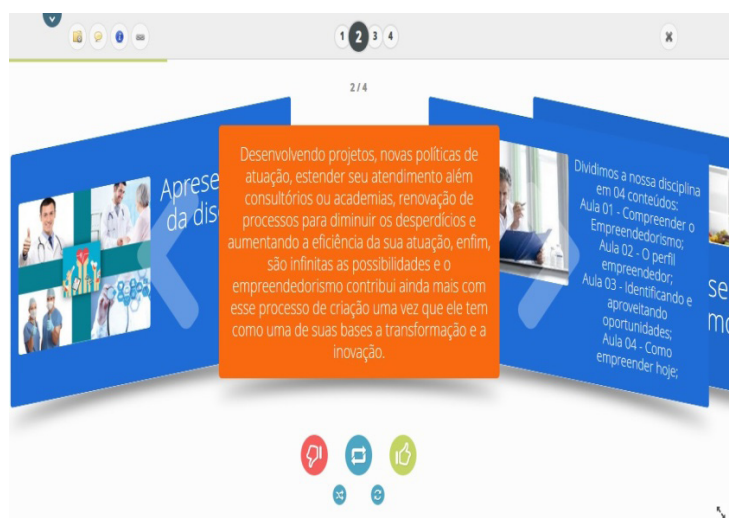 1 2 3 4
2 / 4
Aprese
da dis
Desenvolvendo projetos, novas políticas de
atuação, estender seu atendimento além
consultórios ou academias, renovação de
processos para diminuir os desperdícios e
aumentando a eficiência da sua atuação, enfim,
são infinitas as possibilidades e o
empreendedorismo contribui ainda mais com
esse processo de criação uma vez que ele tem
como uma de suas bases a transformação e a
inovação.
Dividimos a nossa disciplina
em 04 conteúdos:
Aula 01 - Compreender o
Empreendedorismo;
Aula 02 - O perfil
empreendedor;
Aula 03 - Identificando e
aproveitando
oportunidades;
Aula 04 - Como
empreender hoje;
se
mo